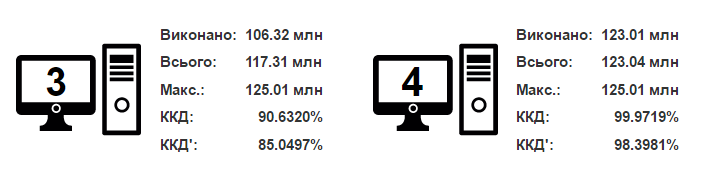 3
Виконано: 106.32 млн
Всього: 117.31 млн
Макс.: 125.01 млн
ККД: 90.6320%
ККД': 85.0497%
4
Виконано: 123.01 млн
Всього: 123.04 млн
Макс.: 125.01 млн
ККД: 99.9719%
ККД': 98.3981%